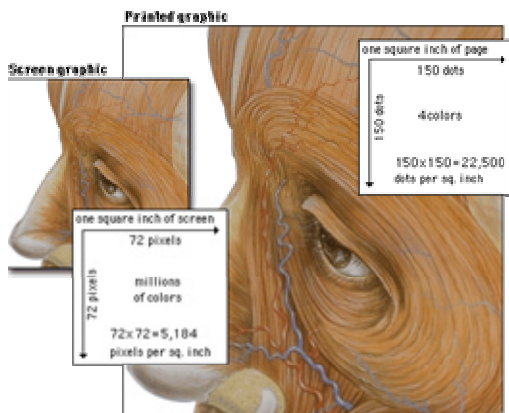 Printed graphic
one square inch of page
150 dots
150 dots
4 colors
150x150=22,500
dots per sq. inch
Screen graphic
one square inch of screen
72 pixels
72 pixels
millions
of colors
72x72=5,184
pixels per sq. inch